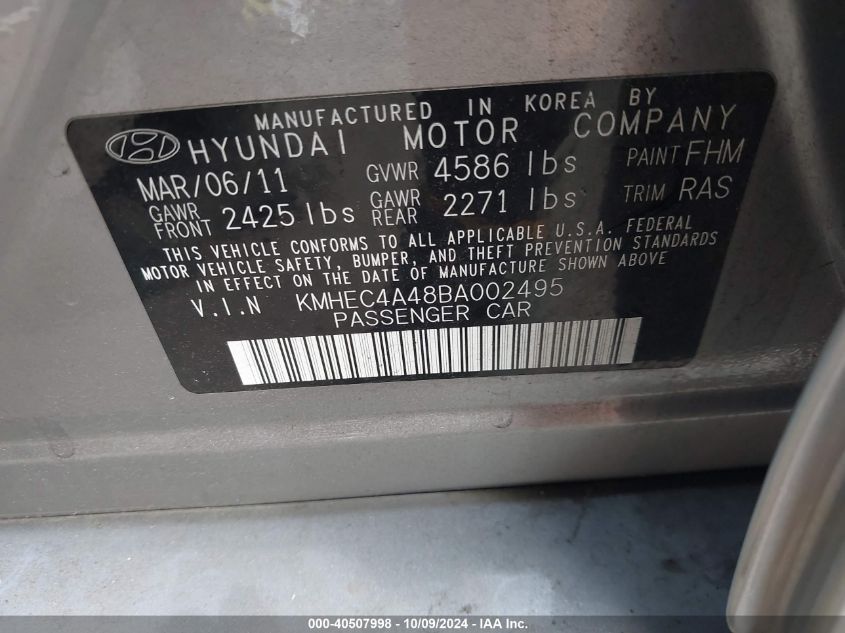 MANUFACTURED IN KOREA BY
HYUNDAI MOTOR COMPANY
MAR/06/11 GVWR 4586 lbs PAINT FHM
GAWR FRONT 2425 lbs GAWR REAR 2271 lbs TRIM RAS
THIS VEHICLE CONFORMS TO ALL APPLICABLE U.S.A. FEDERAL
MOTOR VEHICLE SAFETY, BUMPER, AND THEFT PREVENTION STANDARDS
IN EFFECT ON THE DATE OF MANUFACTURE SHOWN ABOVE
V.I.N KMHEC4A48BA002495
PASSENGER CAR
000-40507998 - 10/09/2024 - IAA Inc.